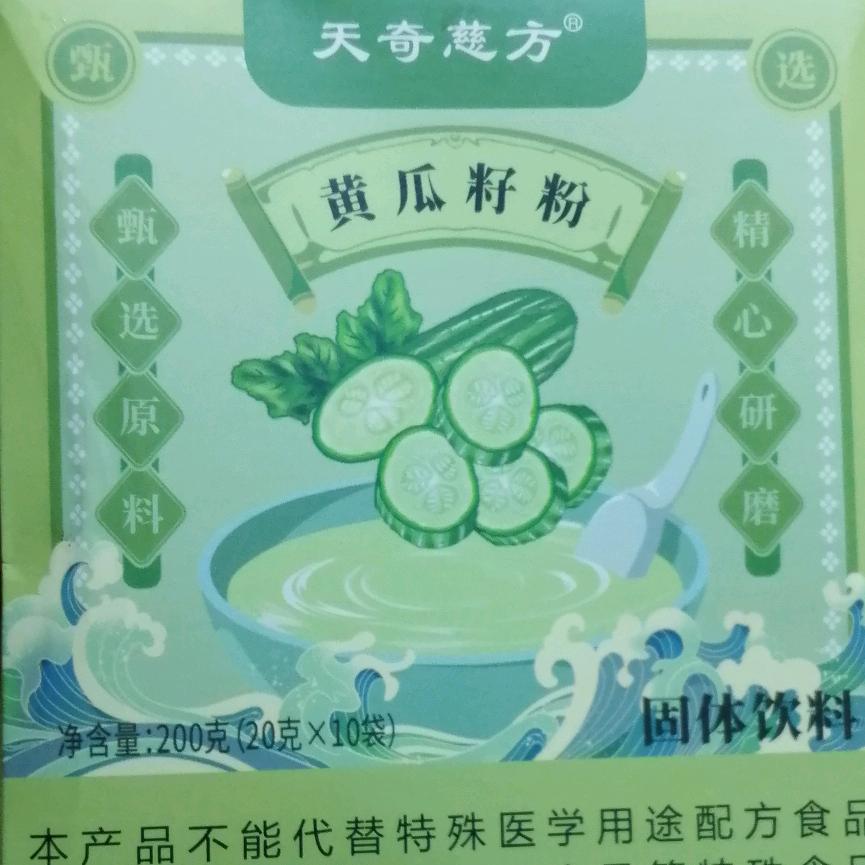 天奇慈方®
甄
选
黄瓜籽粉
甄选原料
精心研磨
净含量:200克(20克×10袋)
固体饮料
本产品不能代替特殊医学用途配方食品